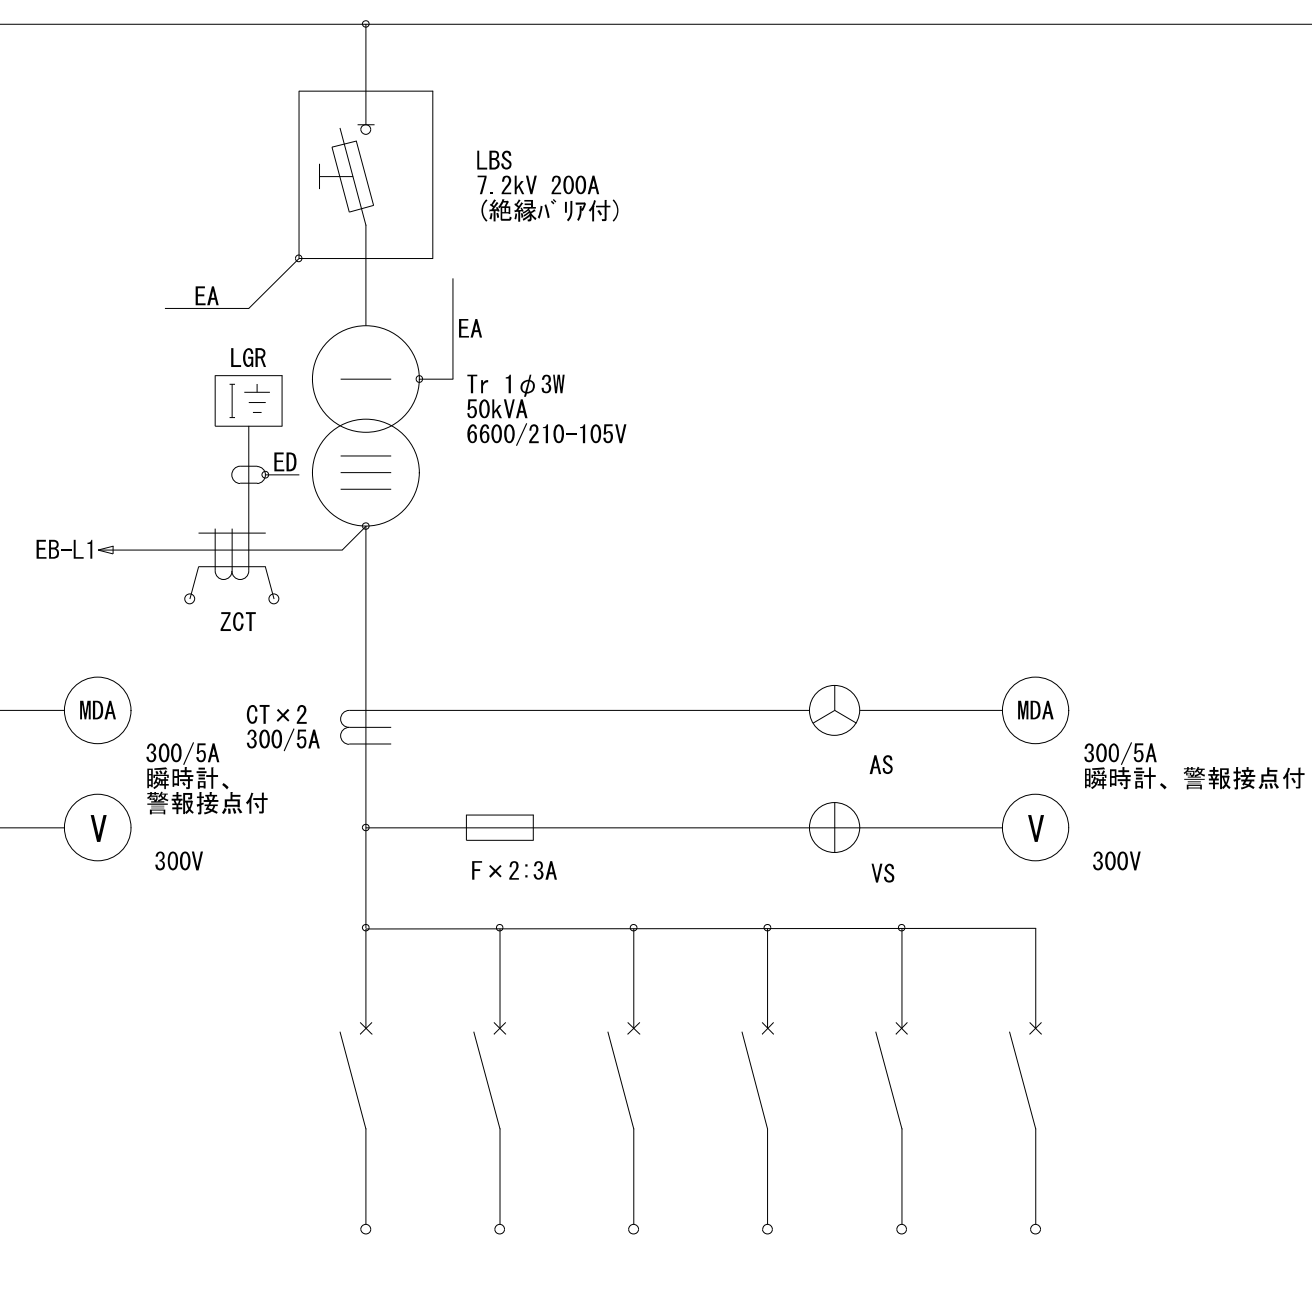 LBS
7.2kV 200A
(絶縁ﾊﾞﾘｱ付)
EA
EA
LGR
Tr 1φ3W
50kVA
6600/210-105V
ED
EB-L1
ZCT
MDA
CT×2
300/5A
MDA
300/5A
瞬時計、
警報接点付
AS
300/5A
瞬時計、警報接点付
V
300V
F×2:3A
VS
V
300V